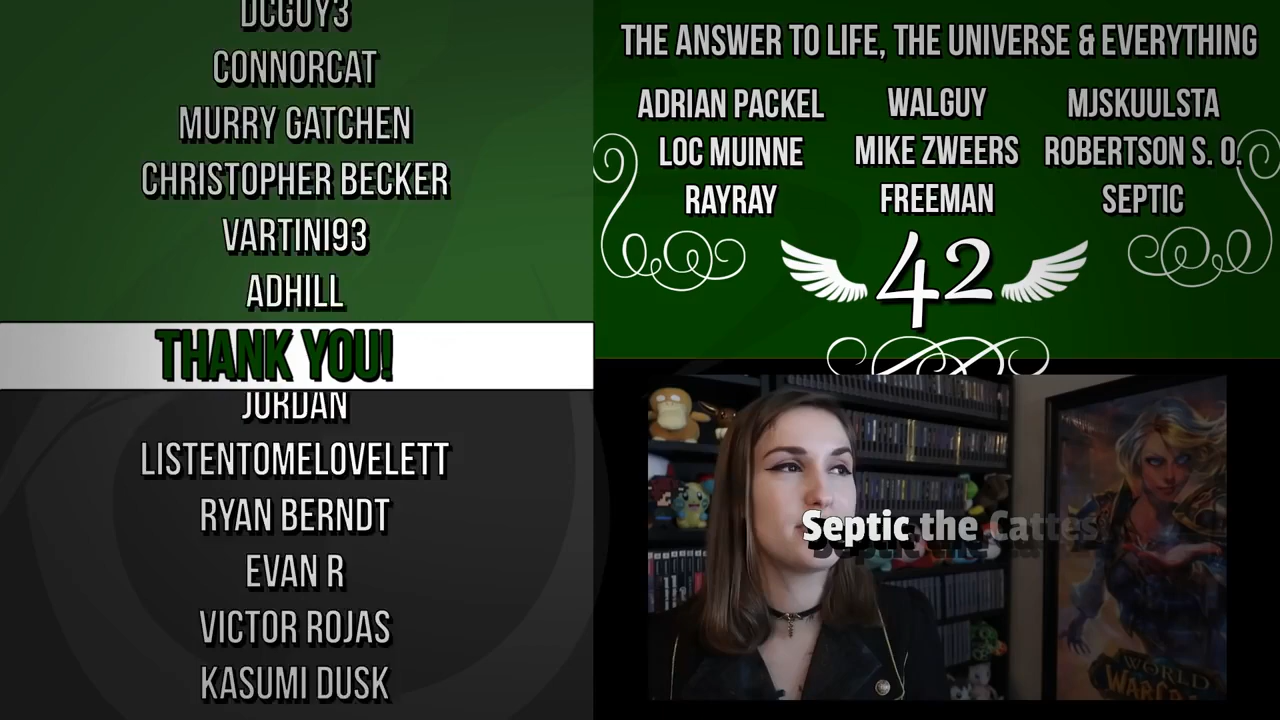 DCGUY3
CONNORCAT
MURRY GATCHEN
CHRISTOPHER BECKER
VARTINI93
ADHILL
THANK YOU!
JORDAN
LISTENTOMELOVELETT
RYAN BERNDT
EVAN R
VICTOR ROJAS
KASUMI DUSK
THE ANSWER TO LIFE, THE UNIVERSE & EVERYTHING
ADRIAN PACKEL WALGUY MJSKUULSTA
LOC MUINNE MIKE ZWEERS ROBERTSON S. O.
RAYRAY FREEMAN SEPTIC
42
Septic the Cattes
WORLD
WARCRA